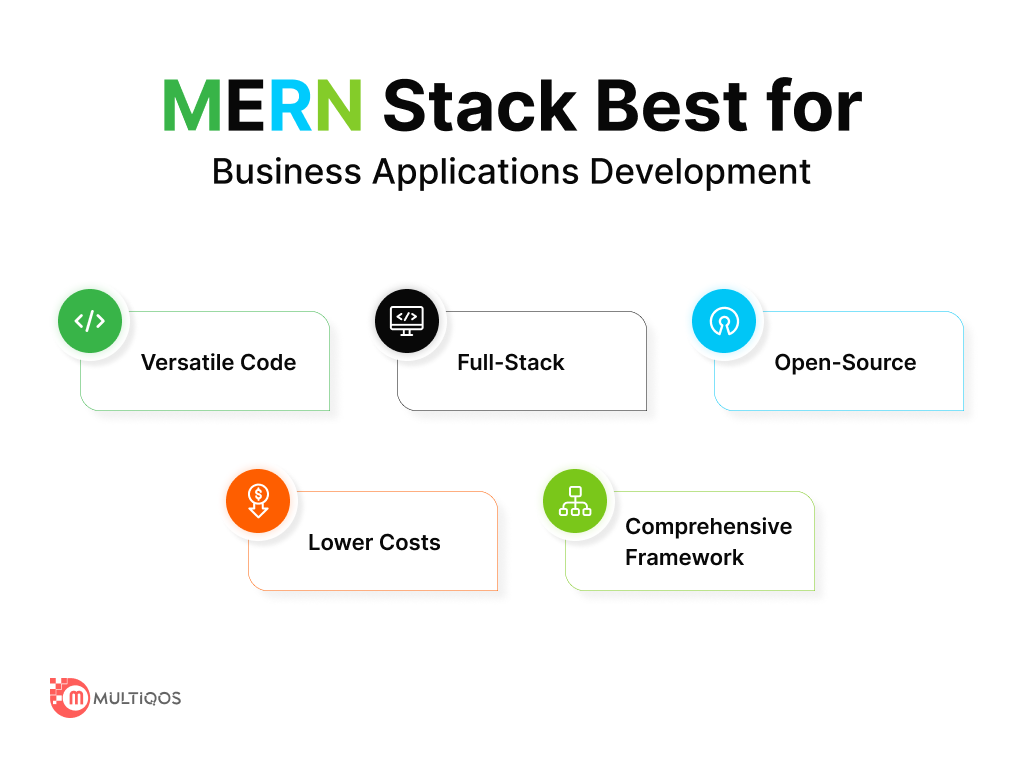 MERN Stack Best for
Business Applications Development
Versatile Code
Full-Stack
Open-Source
Lower Costs
Comprehensive
Framework
m MULTIQOS